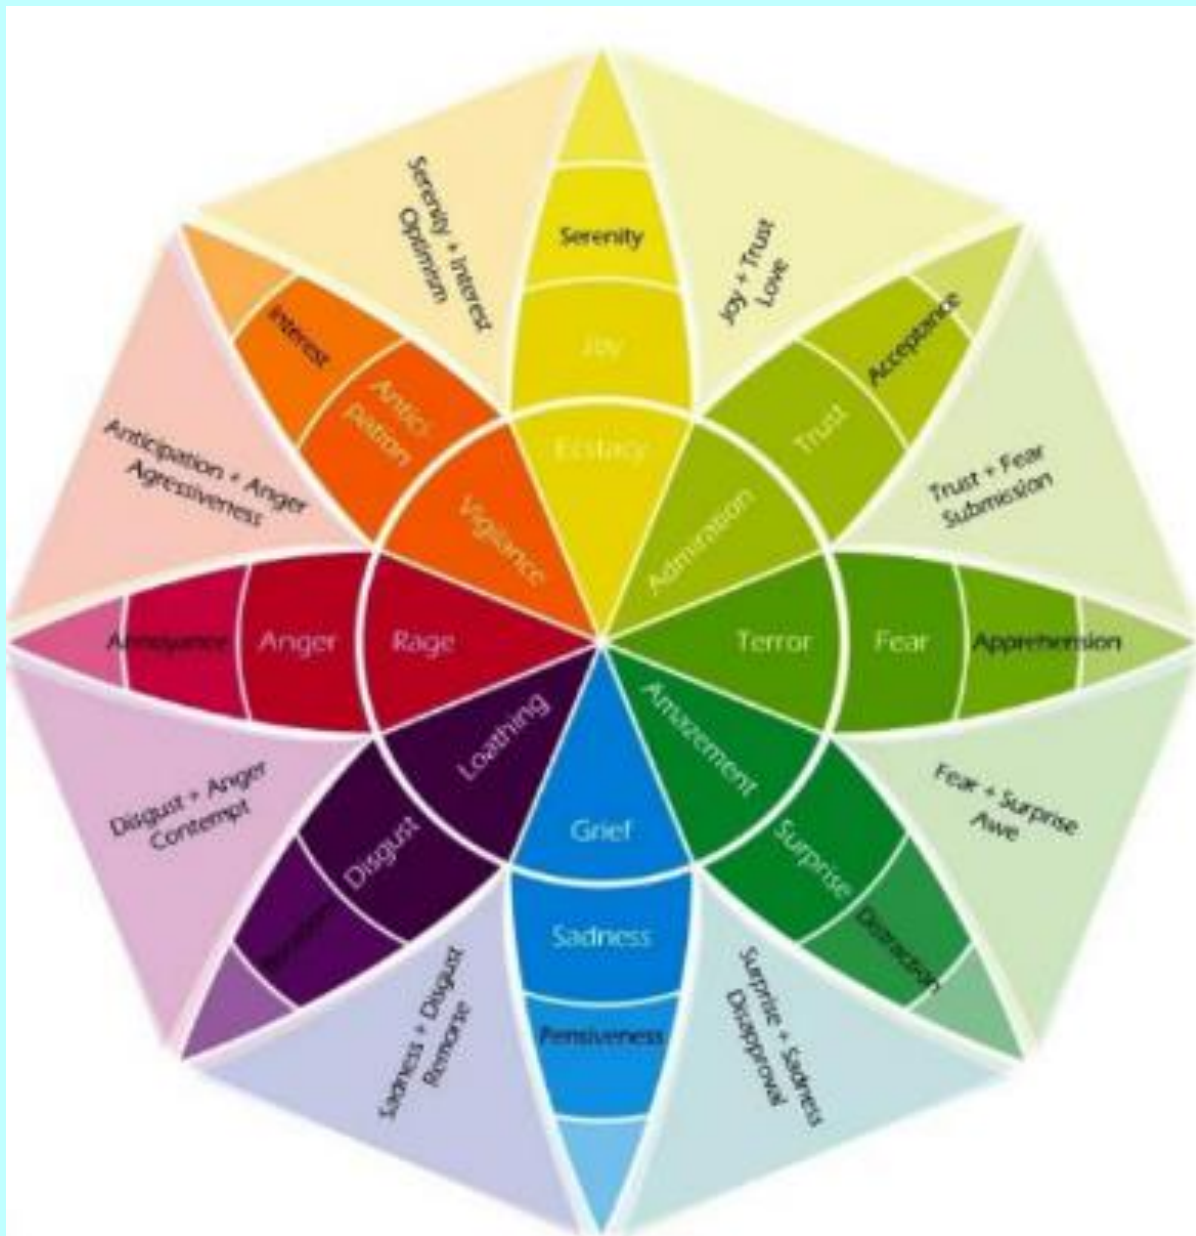 Serenity + Interest
Optimism
Serenity
Joy
Ecstacy
Joy + Trust
Love
Interest
Antici-
pation
Vigilance
Acceptance
Trust
Admiration
Anticipation + Anger
Agressiveness
Trust + Fear
Submission
Annoyance
Anger
Rage
Terror
Fear
Apprehension
Loathing
Disgust
Amazement
Surprise
Distraction
Disgust + Anger
Contempt
Fear + Surprise
Awe
Grief
Sadness
Pensiveness
Sadness + Disgust
Remorse
Surprise + Sadness
Disapproval